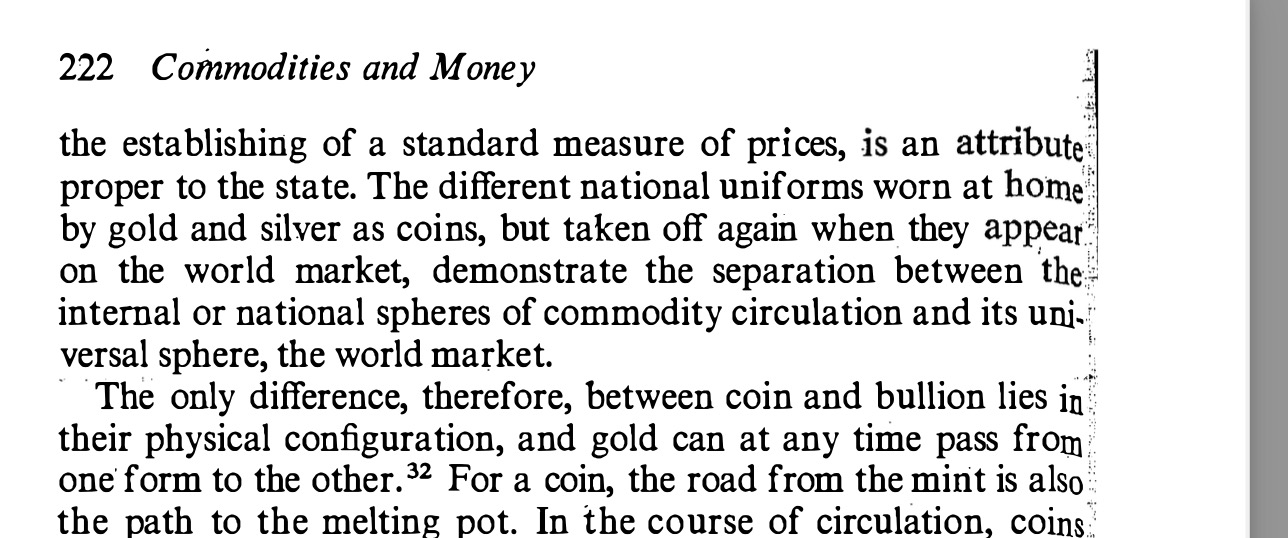 222 Commodities and Money
the establishing of a standard measure of prices, is an attribute
proper to the state. The different national uniforms worn at home
by gold and silver as coins, but taken off again when they appear
on the world market, demonstrate the separation between the
internal or national spheres of commodity circulation and its uni-
versal sphere, the world market.
The only difference, therefore, between coin and bullion lies in
their physical configuration, and gold can at any time pass from
one form to the other.32 For a coin, the road from the mint is also
the path to the melting pot. In the course of circulation, coins